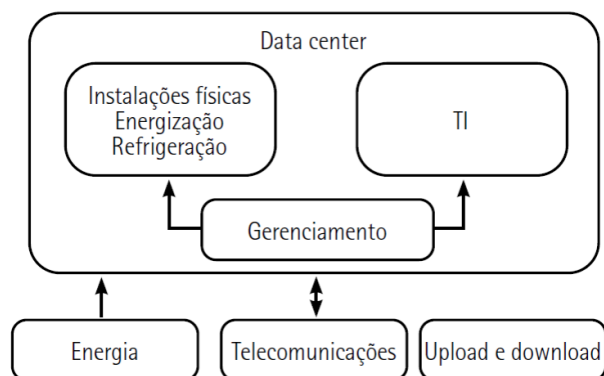 Data center
Instalações físicas
Energização
Refrigeração
TI
Gerenciamento
Energia
Telecomunicações
Upload e download